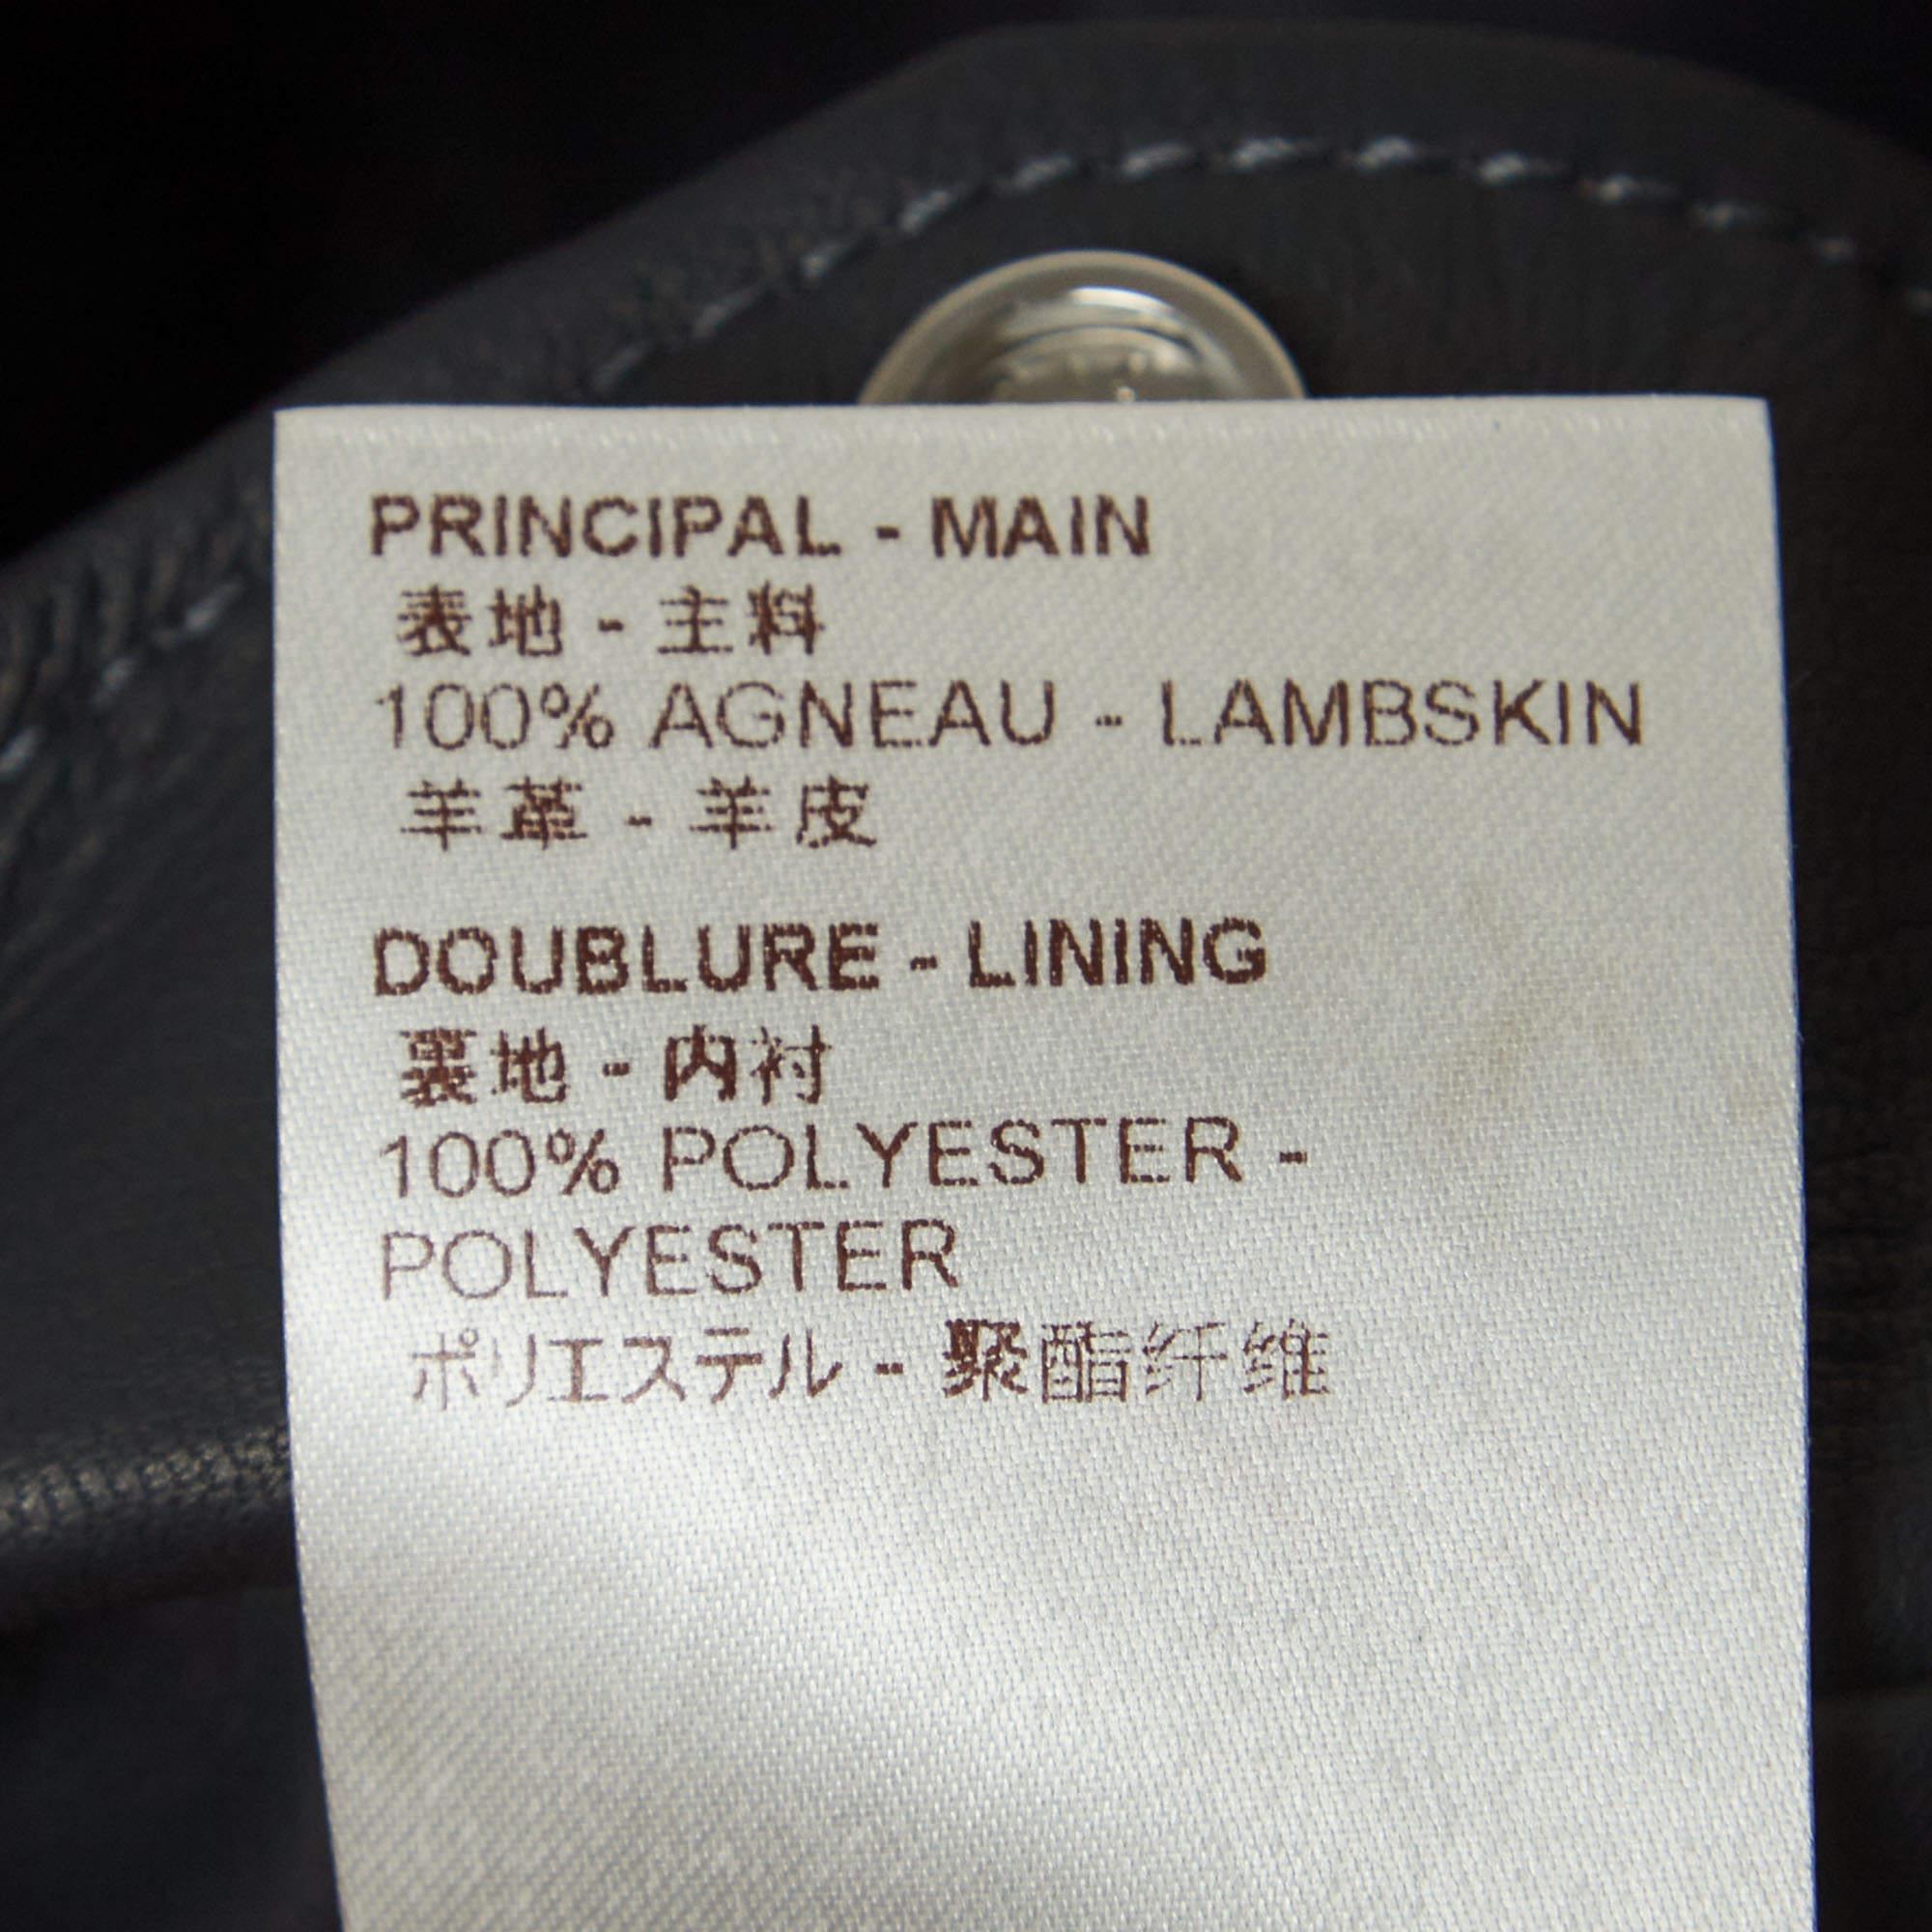 PRINCIPAL - MAIN
表地 - 主料
100% AGNEAU - LAMBSKIN
羊革 - 羊皮
DOUBLURE - LINING
裏地 - 内衬
100% POLYESTER -
POLYESTER
ポリエステル - 聚酯纤维